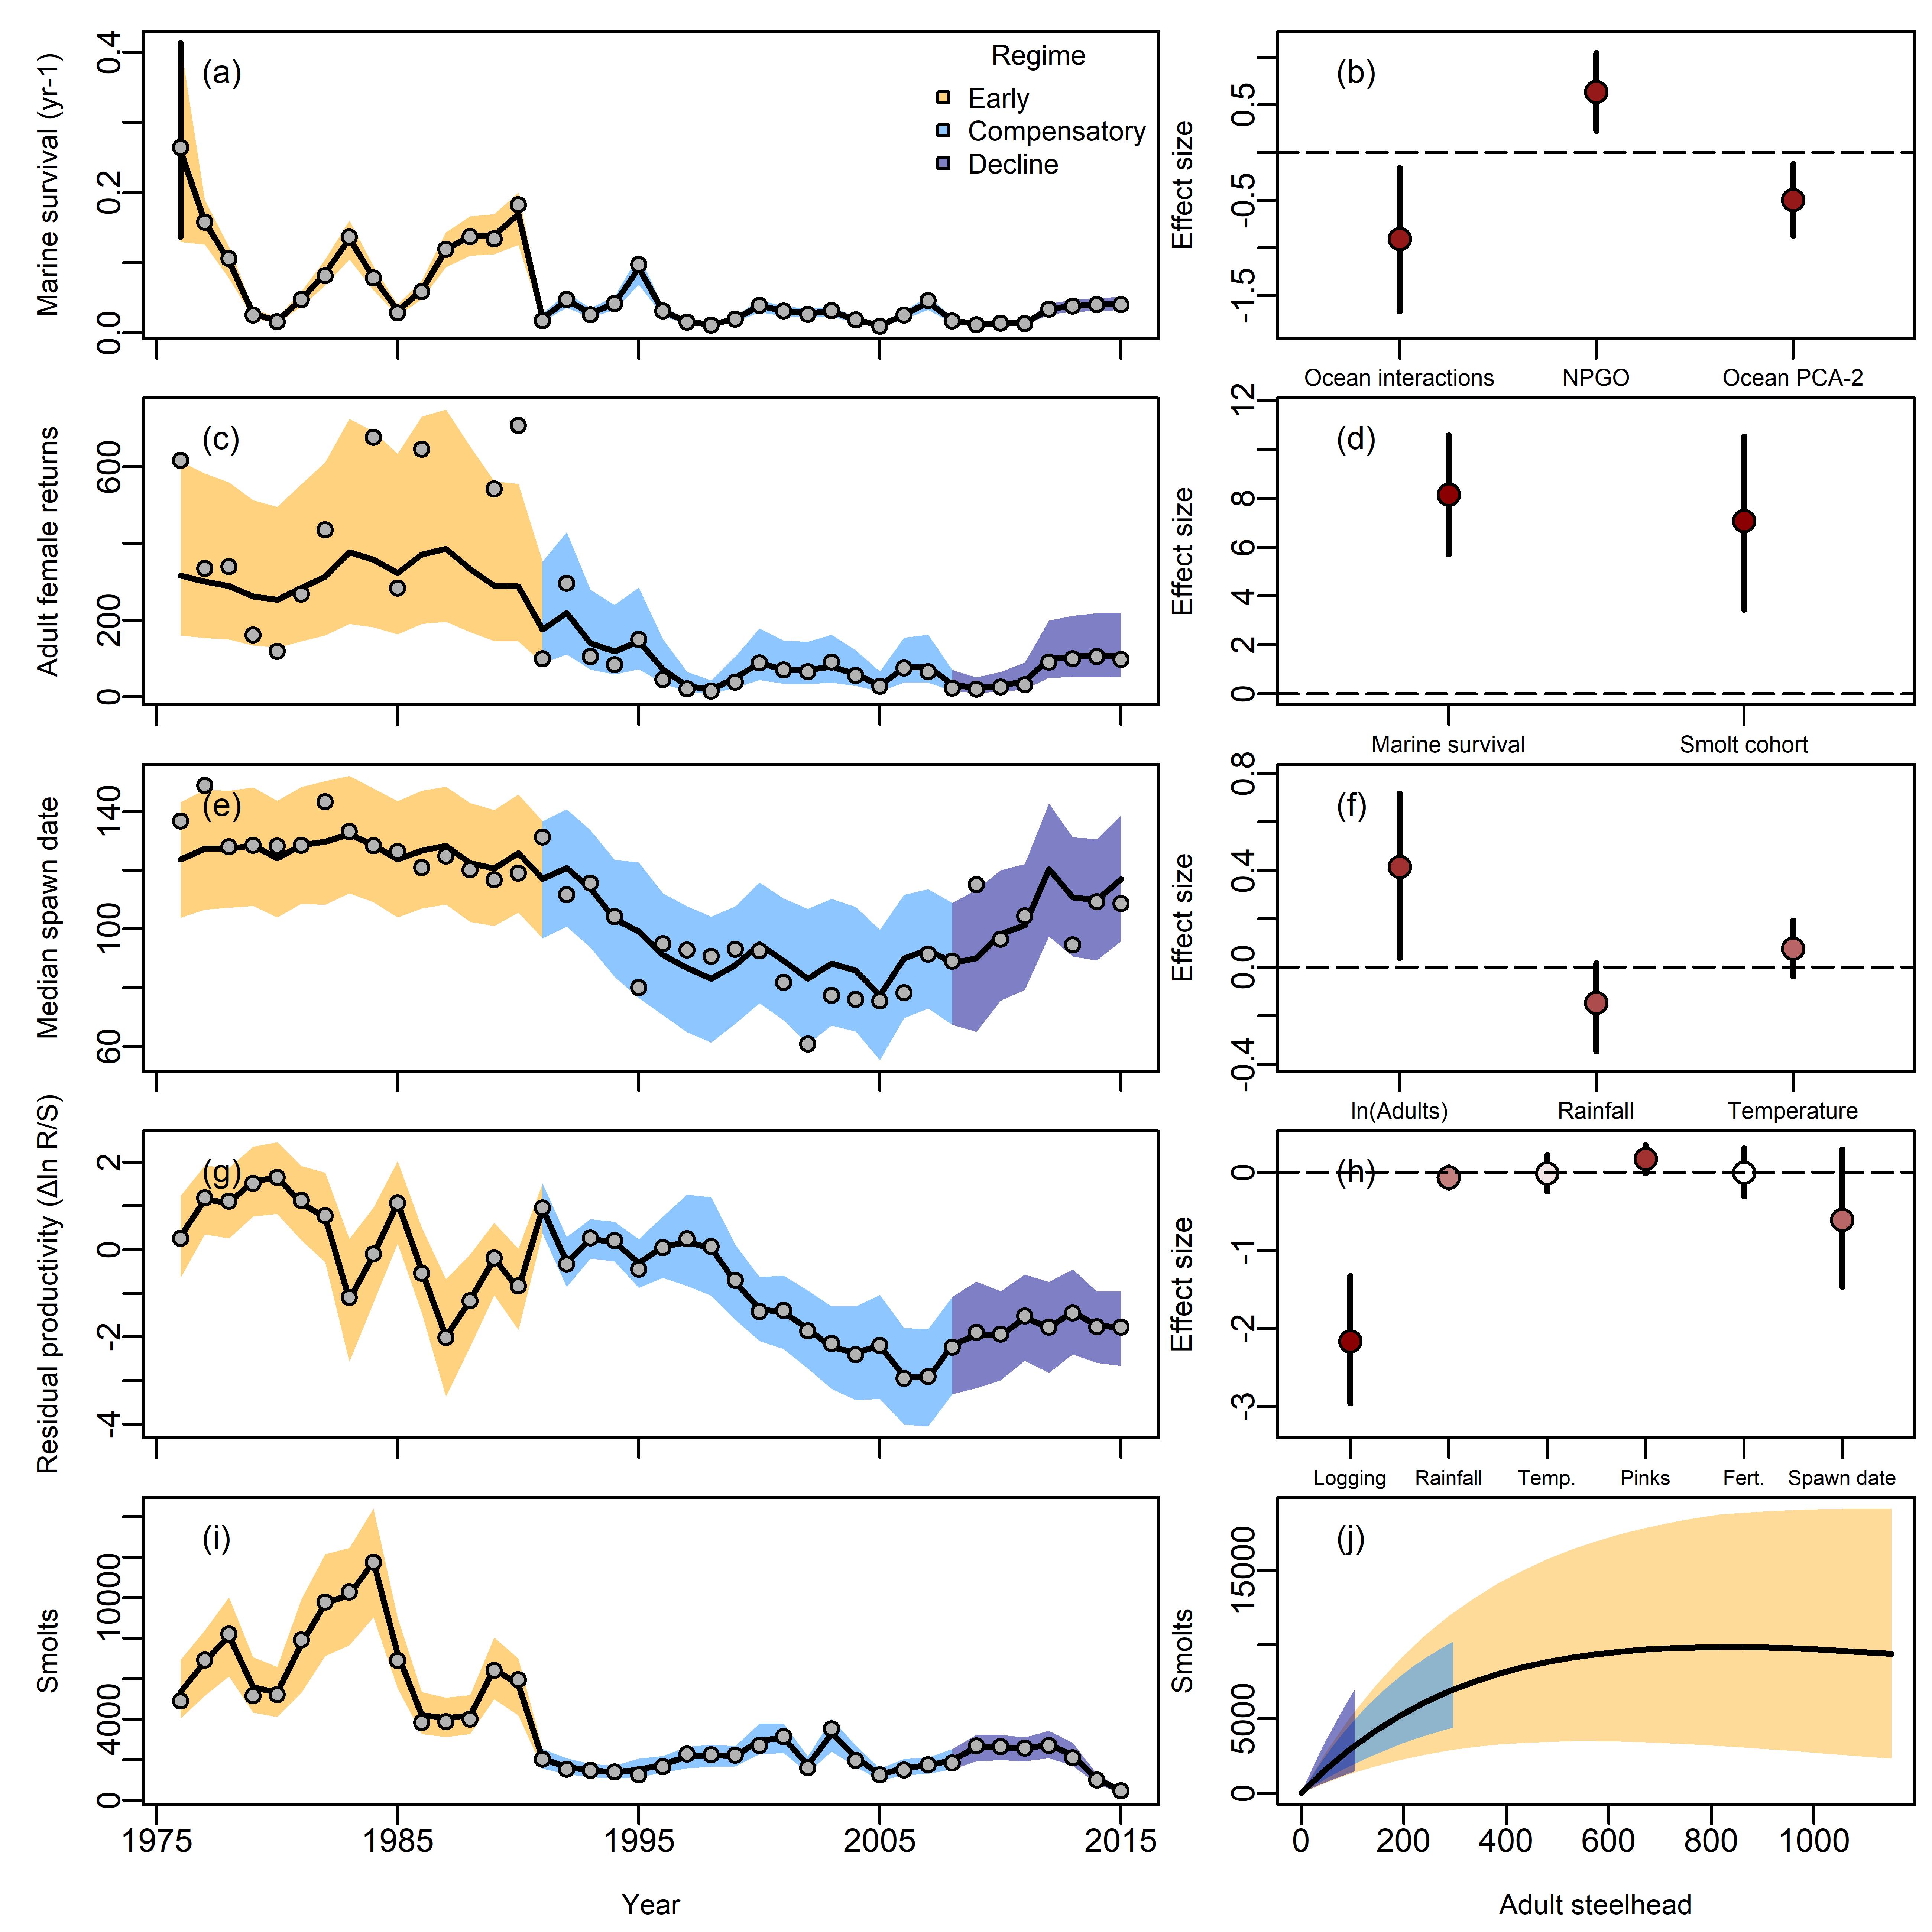 (a)
Regime
Early
Compensatory
Decline
Marine survival (yr-1)
0.0
0.2
0.4
(b)
Effect size
-1.5
-0.5
0.5
Ocean interactions NPGO Ocean PCA-2
(c)
Adult female returns
0
200
600
(d)
Effect size
0
2
4
6
8
10
12
Marine survival Smolt cohort
(e)
Median spawn date
60
100
140
(f)
Effect size
-0.4
0.0
0.4
0.8
ln(Adults) Rainfall Temperature
(g)
Residual productivity (Δln R/S)
-4
-2
0
2
(h)
Effect size
-3
-2
-1
0
Logging Rainfall Temp. Pinks Fert. Spawn date
(i)
Smolts
0
4000
10000
1975 1985 1995 2005 2015
Year
(j)
Smolts
0
5000
15000
0 200 400 600 800 1000
Adult steelhead